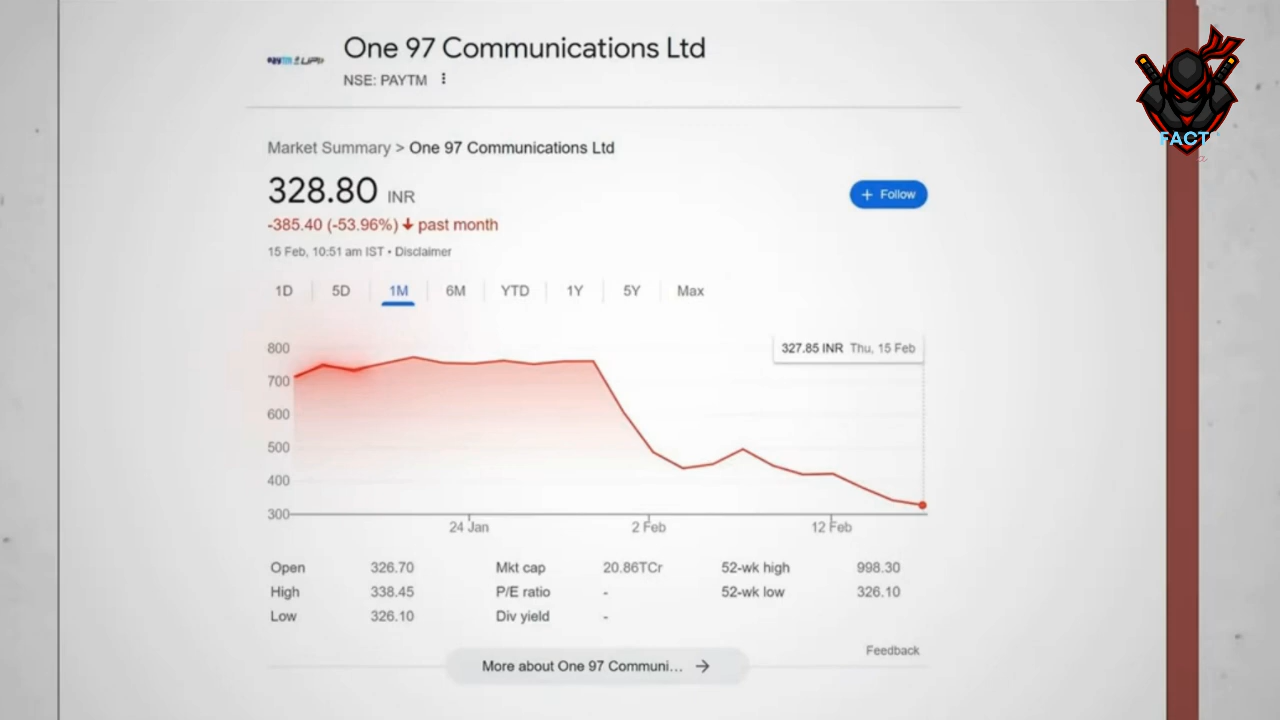 One 97 Communications Ltd
NSE: PAYTM
FACT
Market Summary > One 97 Communications Ltd
328.80 INR
+ Follow
-385.40 (-53.96%) ↓ past month
15 Feb, 10:51 am IST • Disclaimer
1D 5D 1M 6M YTD 1Y 5Y Max
327.85 INR Thu, 15 Feb
800
700
600
500
400
300
24 Jan 2 Feb 12 Feb
Open 326.70 Mkt cap 20.86TCr 52-wk high 998.30
High 338.45 P/E ratio - 52-wk low 326.10
Low 326.10 Div yield -
Feedback
More about One 97 Communi... →